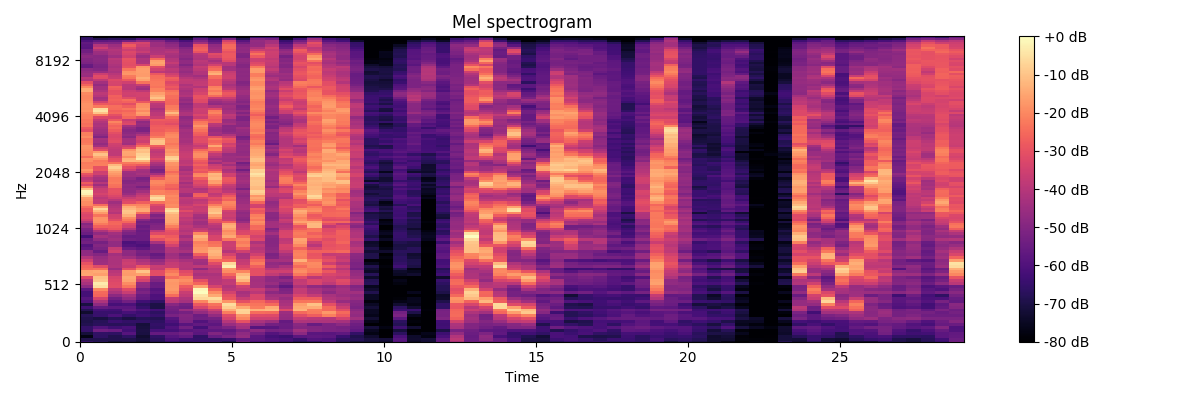 Mel spectrogram
8192
4096
2048
1024
512
0
Hz
0 5 10 15 20 25
Time
+0 dB
-10 dB
-20 dB
-30 dB
-40 dB
-50 dB
-60 dB
-70 dB
-80 dB